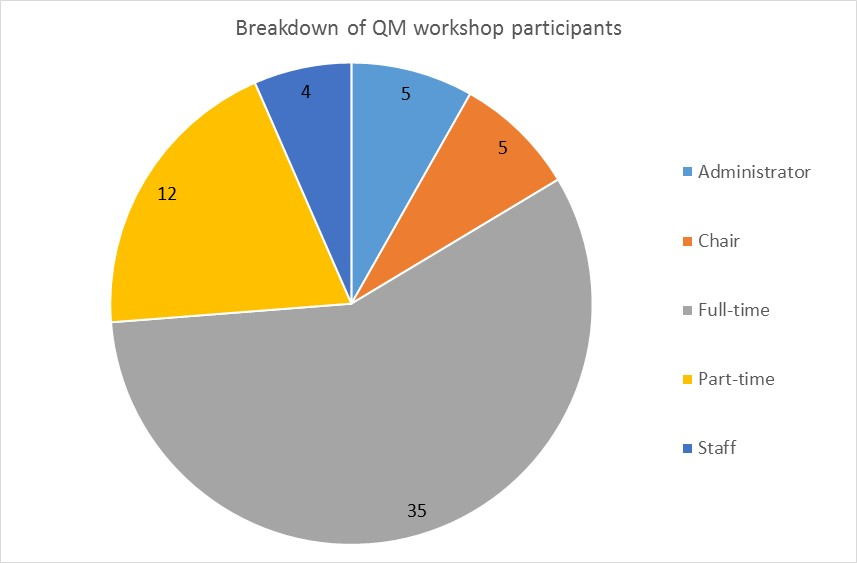 Breakdown of QM workshop participants
4
5
5
12
35
Administrator
Chair
Full-time
Part-time
Staff